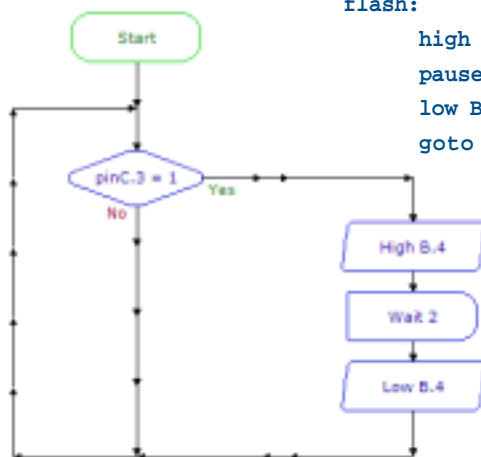 flash:
high
pause
low B
goto
Start
pinC.3 = 1
Yes
No
High B.4
Wait 2
Low B.4